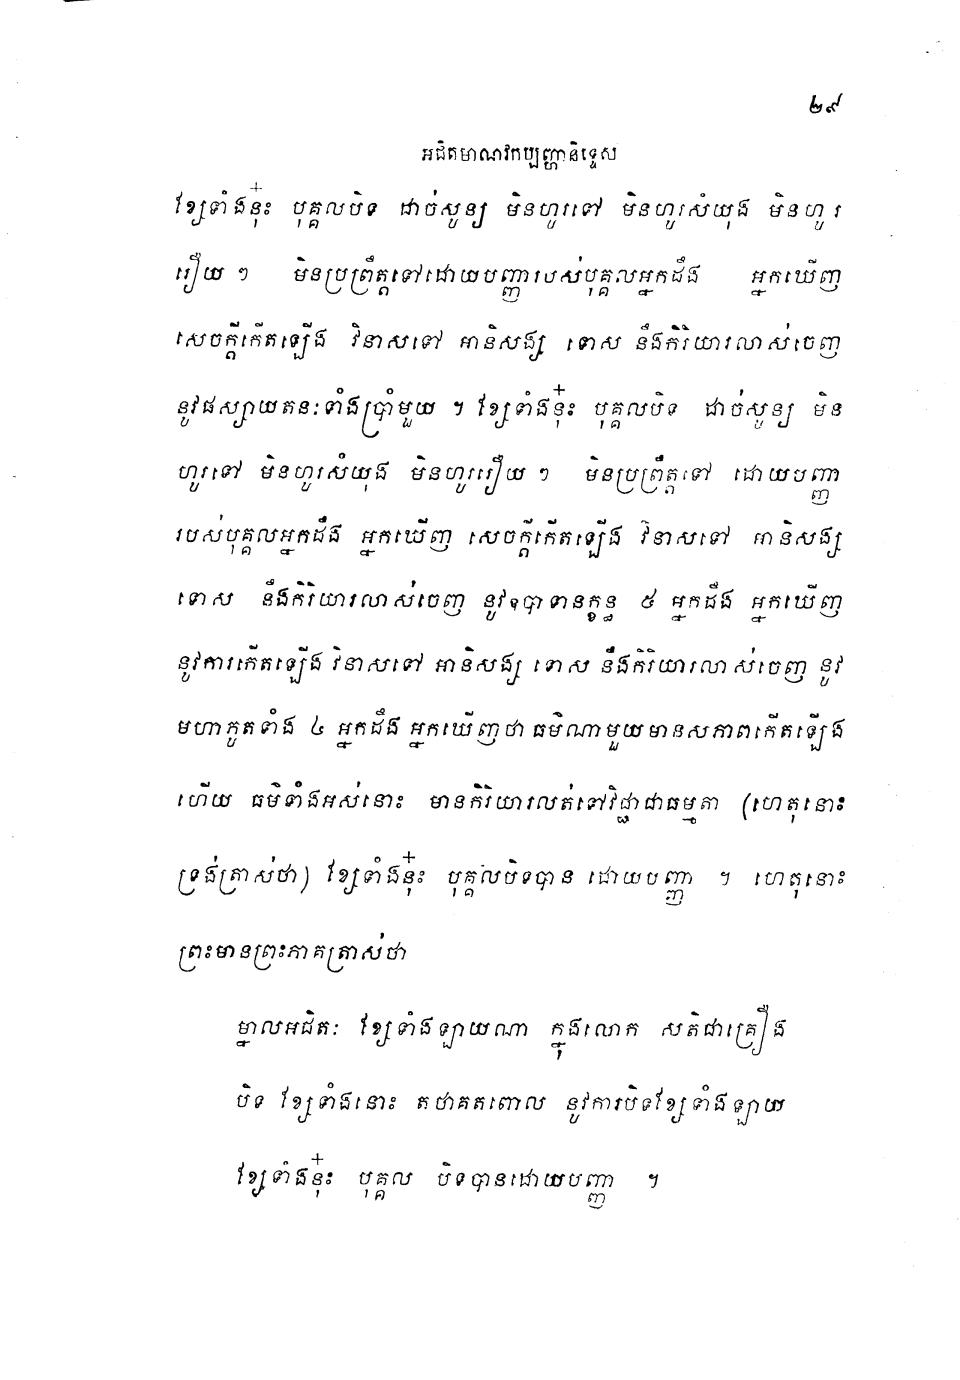 ២៩
អជិតមាណវកប្បញ្ហានិទ្ទេស
ខ្សែទាំងនុ៎ះ បុគ្គលបិទ ដាច់សូន្យ មិនហូរទៅ មិនហូរសំយុង មិនហូរ
រឿយ ៗ មិនប្រព្រឹត្តទៅដោយបញ្ញារបស់បុគ្គលអ្នកដឹង អ្នកឃើញ
សេចក្តីកើតឡើង វិនាសទៅ អានិសង្ស ទោស នឹងកិរិយារលាស់ចេញ
នូវផស្សាយតនៈទាំងប្រាំមួយ ។ ខ្សែទាំងនុ៎ះ បុគ្គលបិទ ដាច់សូន្យ មិន
ហូរទៅ មិនហូរសំយុង មិនហូររឿយ ៗ មិនប្រព្រឹត្តទៅ ដោយបញ្ញា
របស់បុគ្គលអ្នកដឹង អ្នកឃើញ សេចក្តីកើតឡើង វិនាសទៅ អានិសង្ស
ទោស នឹងកិរិយារលាស់ចេញ នូវឧបាទានក្ខន្ធ ៥ អ្នកដឹង អ្នកឃើញ
នូវការកើតឡើង វិនាសទៅ អានិសង្ស ទោស នឹងកិរិយារលាស់ចេញ នូវ
មហាភូតទាំង ៤ អ្នកដឹង អ្នកឃើញថា ធម៌ណាមួយមានសភាពកើតឡើង
ហើយ ធម៌ទាំងអស់នោះ មានកិរិយារលត់ទៅវិញជាធម្មតា (ហេតុនោះ
ទ្រង់ត្រាស់ថា) ខ្សែទាំងនុ៎ះ បុគ្គលបិទបាន ដោយបញ្ញា ។ ហេតុនោះ
ព្រះមានព្រះភាគត្រាស់ថា
ម្នាលអជិតៈ ខ្សែទាំងឡាយណា ក្នុងលោក សតិជាគ្រឿង
បិទ ខ្សែទាំងនោះ តថាគតពោល នូវការបិទខ្សែទាំងឡាយ
ខ្សែទាំងនុ៎ះ បុគ្គល បិទបានដោយបញ្ញា ។